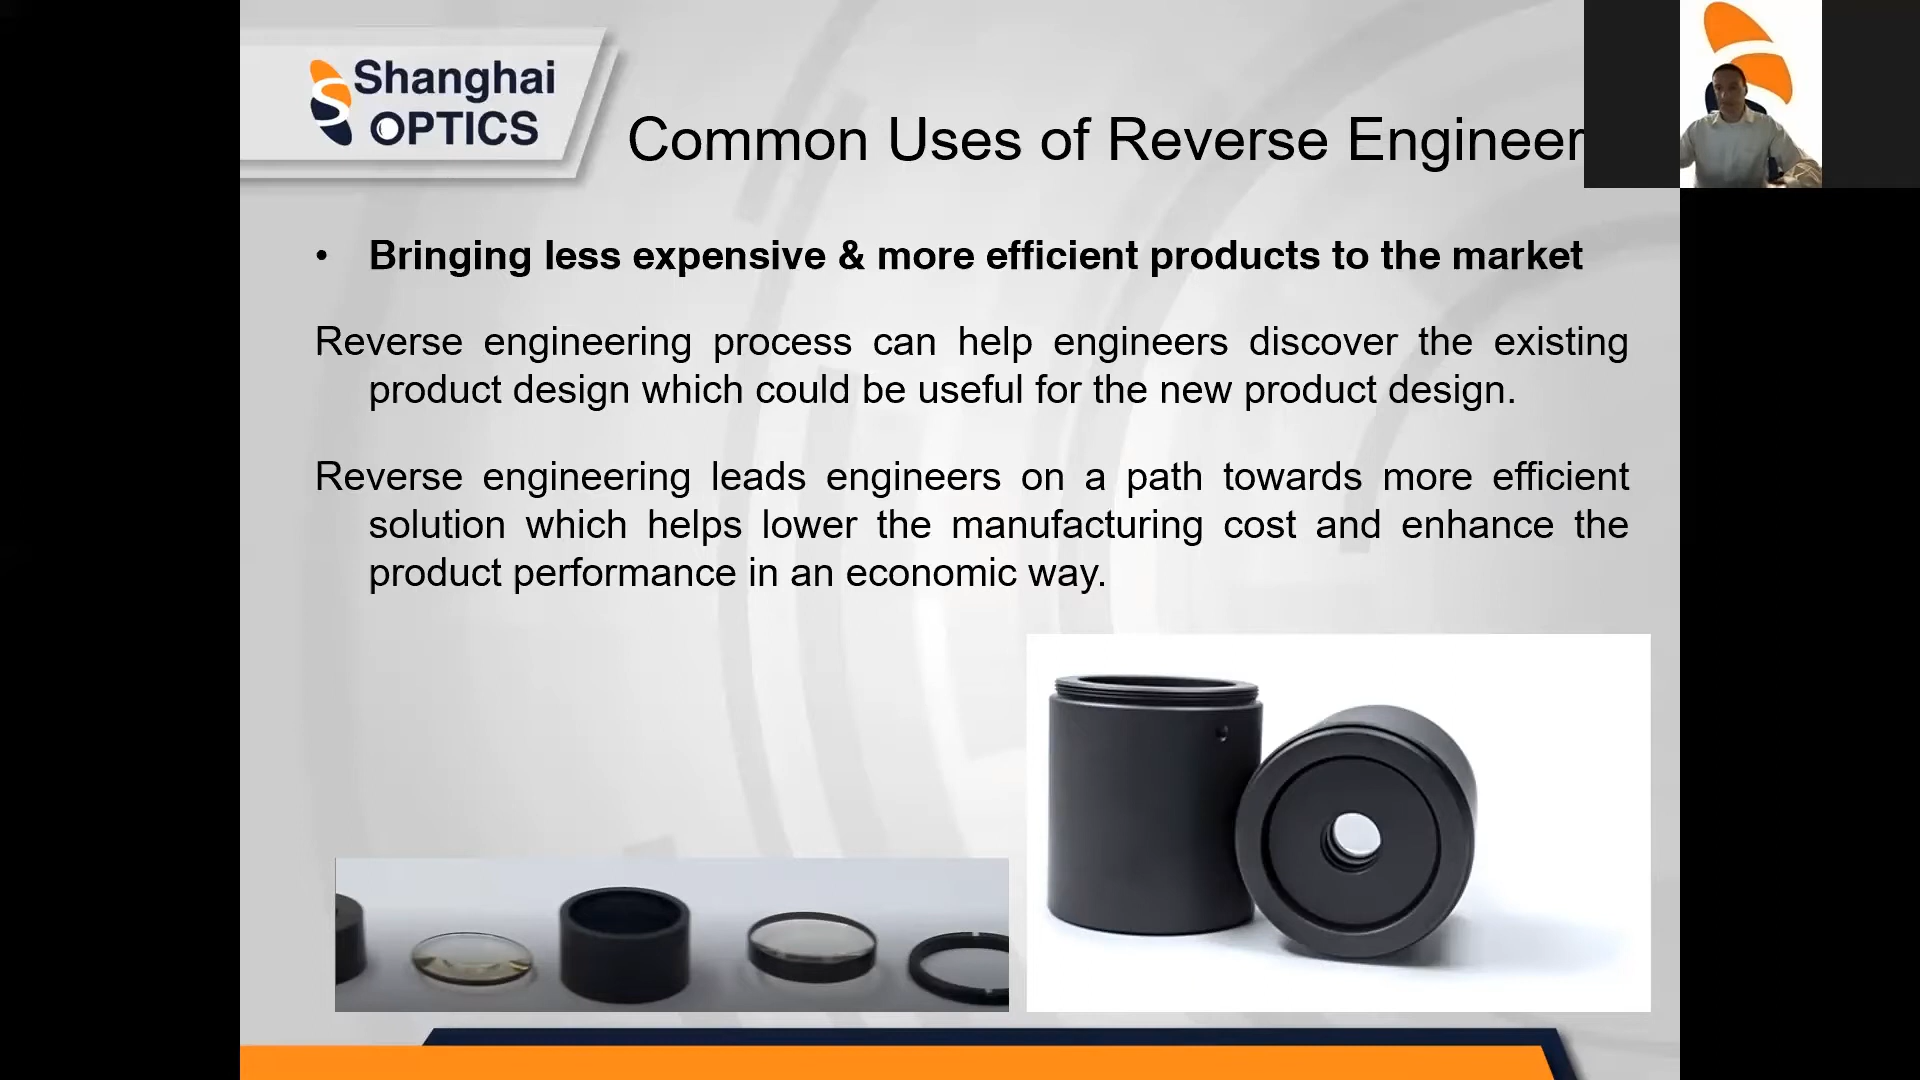 Shanghai
OPTICS
Common Uses of Reverse Engineer
• Bringing less expensive & more efficient products to the market
Reverse engineering process can help engineers discover the existing
product design which could be useful for the new product design.
Reverse engineering leads engineers on a path towards more efficient
solution which helps lower the manufacturing cost and enhance the
product performance in an economic way.